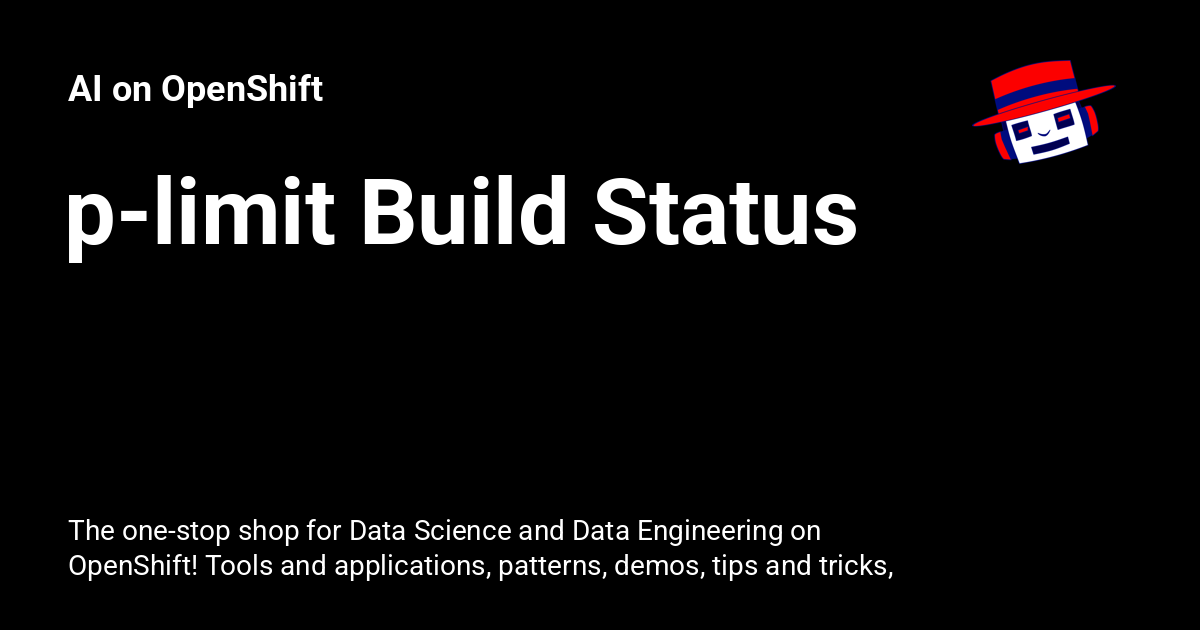 AI on OpenShift
p-limit Build Status
The one-stop shop for Data Science and Data Engineering on
OpenShift! Tools and applications, patterns, demos, tips and tricks,